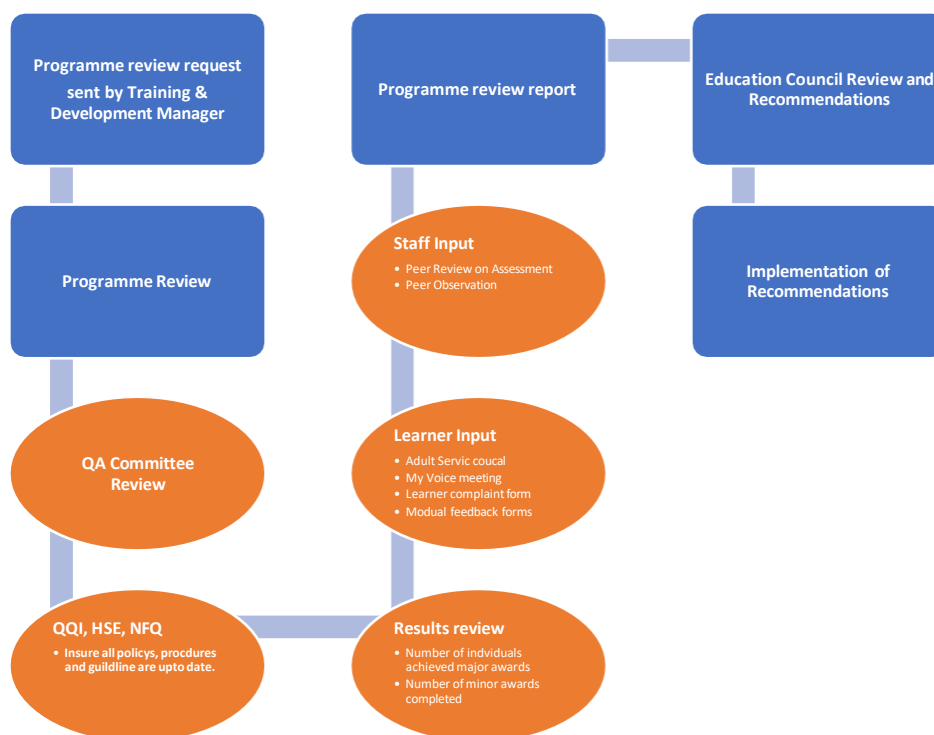 Programme review request
sent by Training &
Development Manager
Programme Review
QA Committee
Review
QQI, HSE, NFQ
• Insure all policys, procdures
and guildline are upto date.
Results review
• Number of indviduals
achieved major awards
• Number of minor awards
completed
Learner Input
• Adult Servic coucal
• My Voice meeting
• Learner complaint form
• Modual feedback forms
Staff Input
• Peer Review on Assessment
• Peer Observation
Programme review report
Education Council Review and
Recommendations
Implementation of
Recommendations